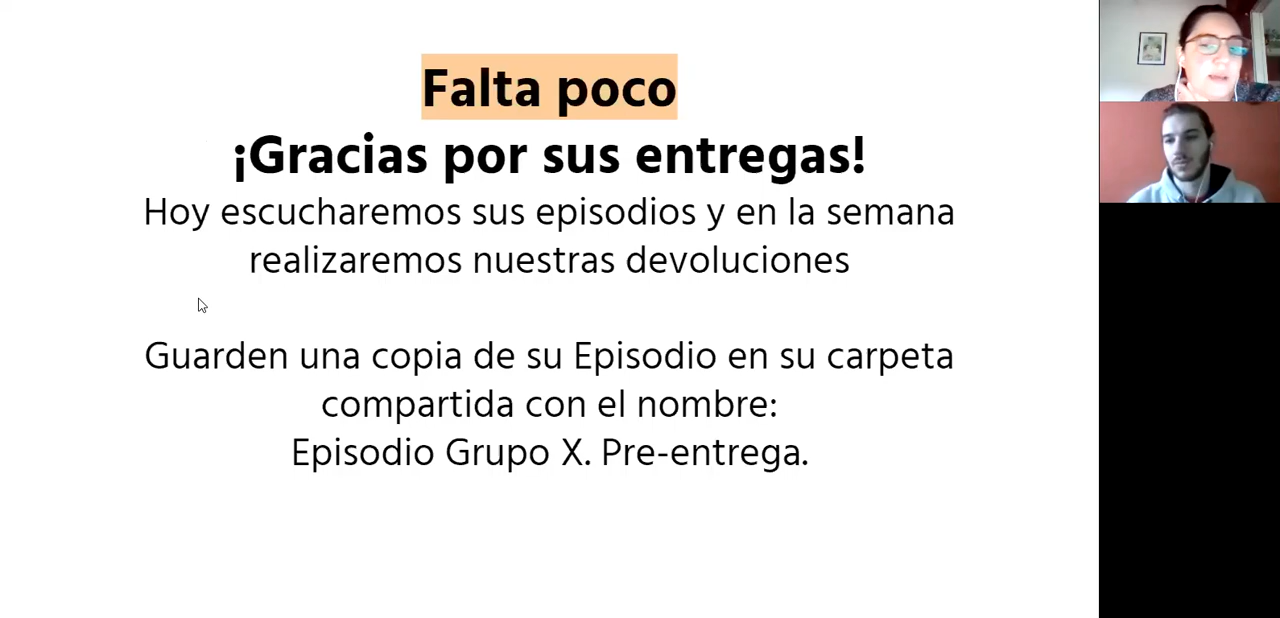 Falta poco
¡Gracias por sus entregas!
Hoy escucharemos sus episodios y en la semana
realizaremos nuestras devoluciones
Guarden una copia de su Episodio en su carpeta
compartida con el nombre:
Episodio Grupo X. Pre-entrega.